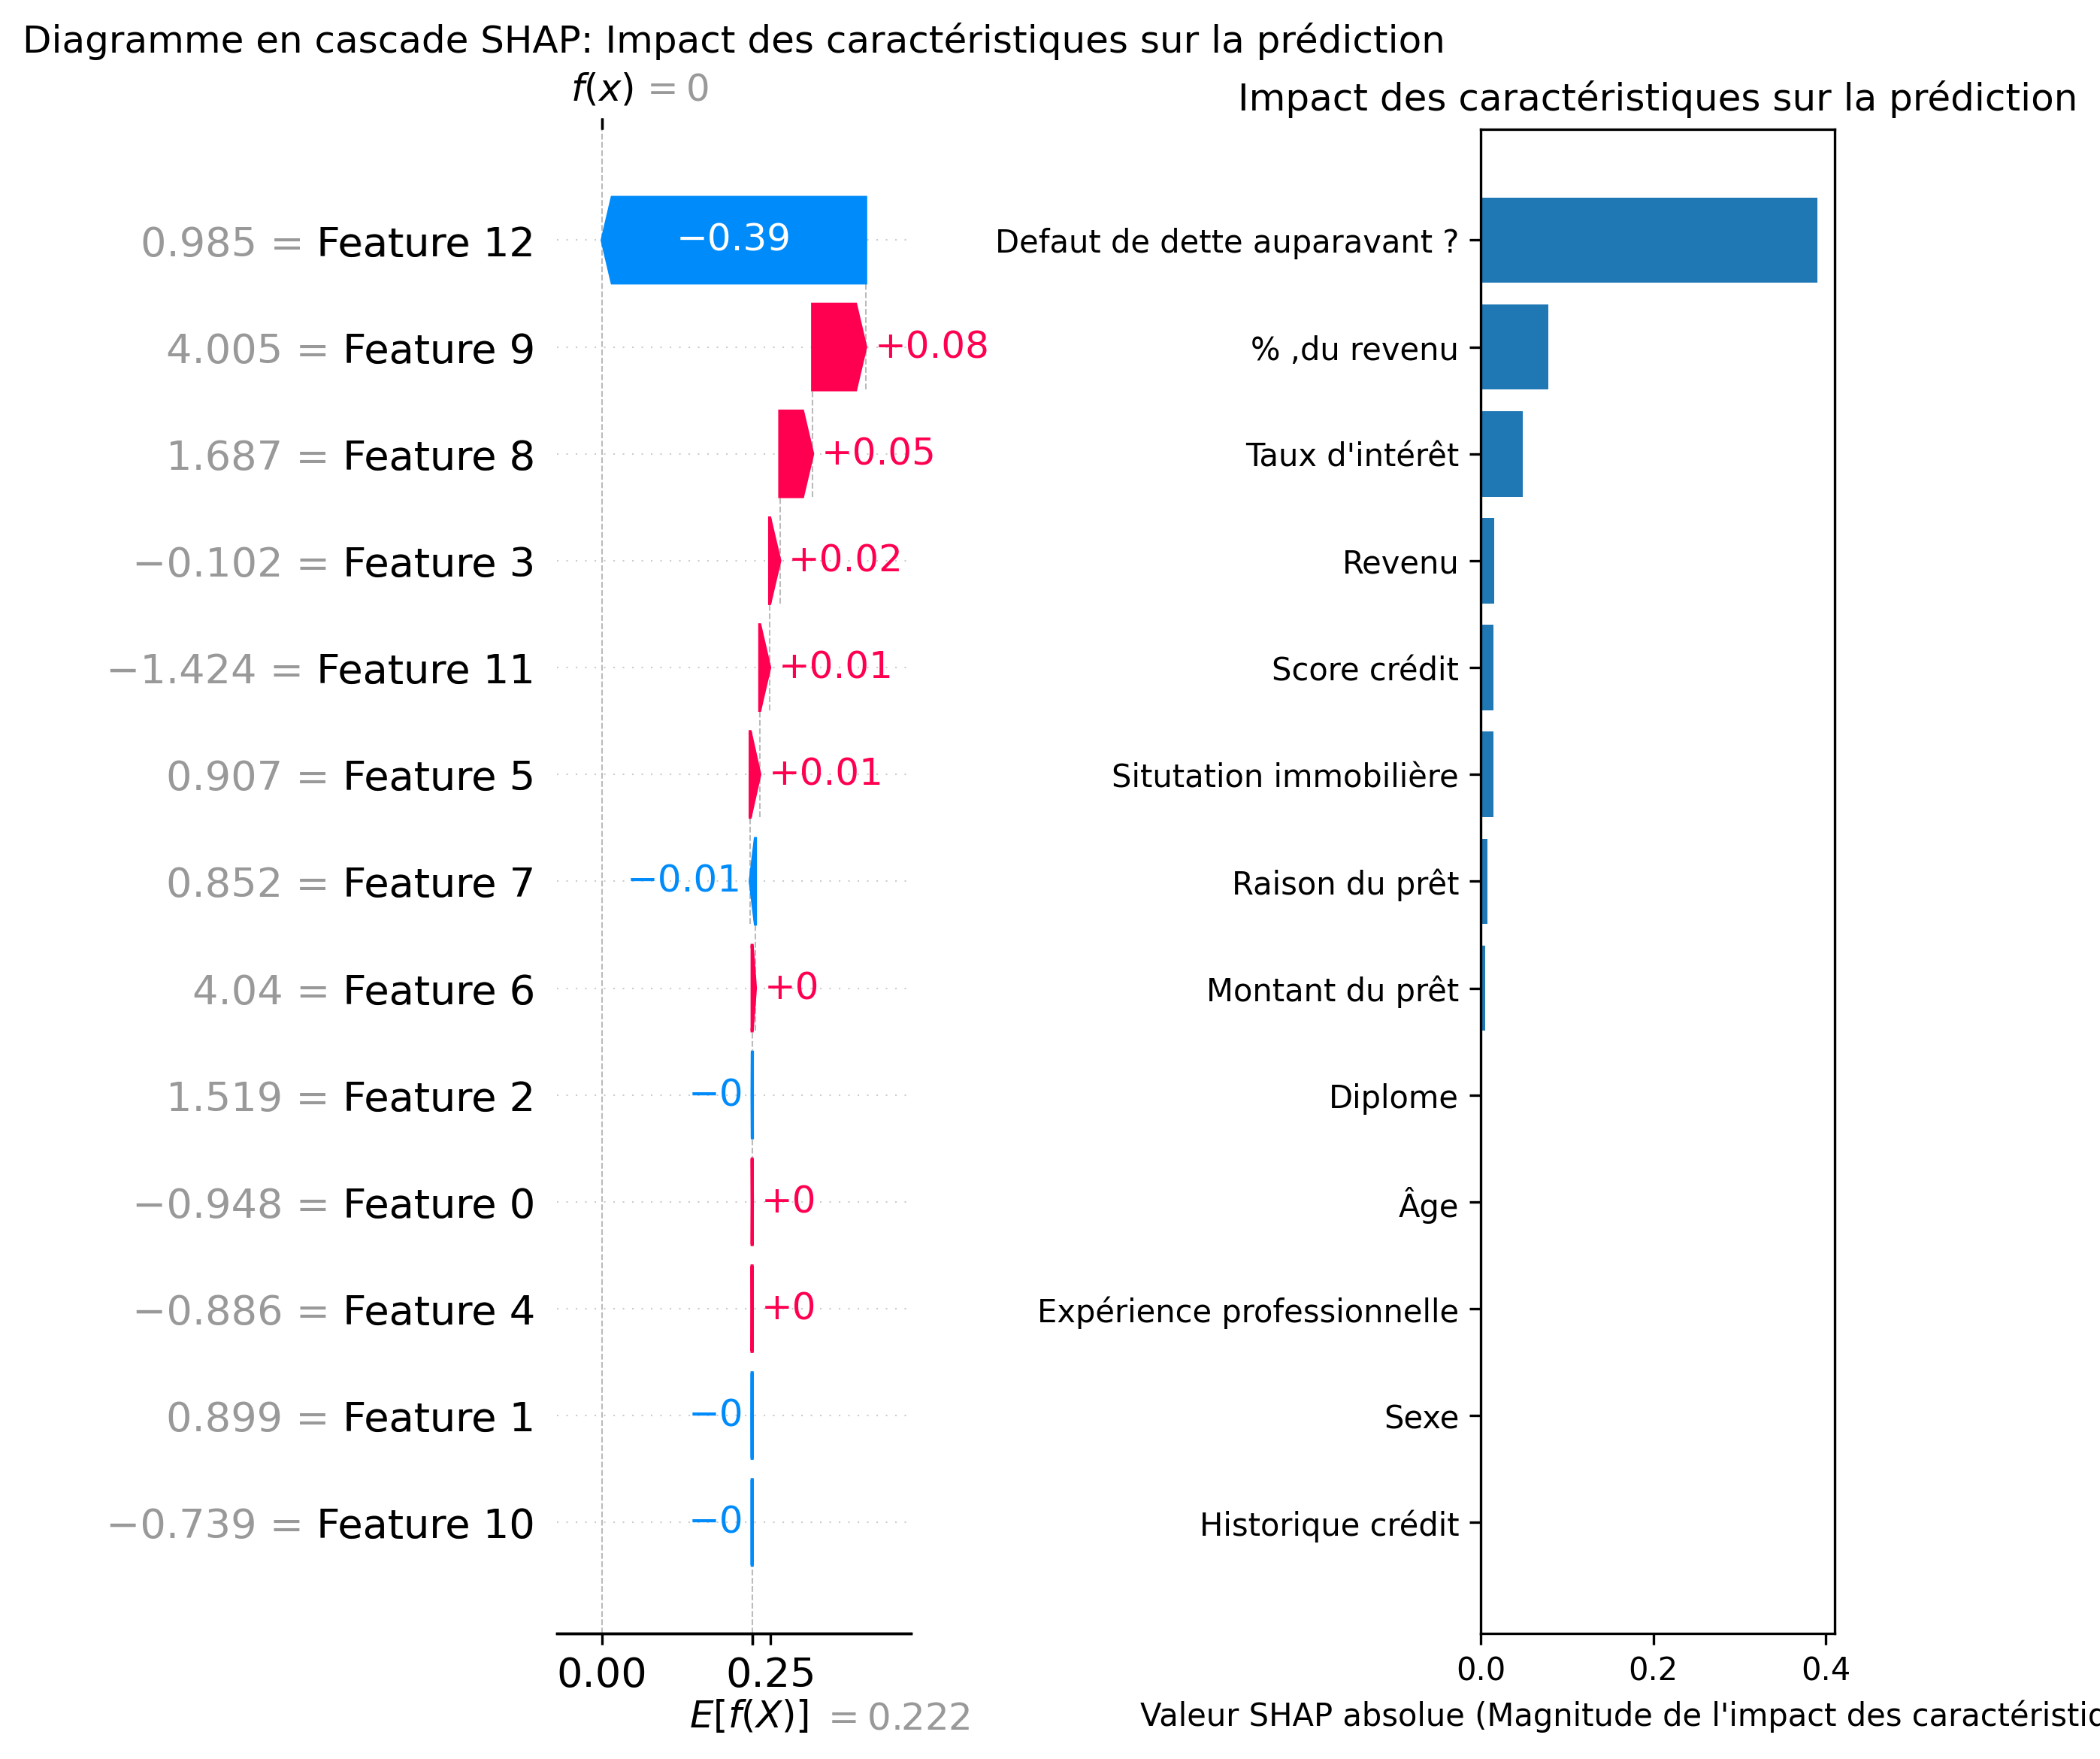 Diagramme en cascade SHAP: Impact des caractéristiques sur la prédiction
f(x) = 0
0.985 = Feature 12
−0.39
4.005 = Feature 9
+0.08
1.687 = Feature 8
+0.05
−0.102 = Feature 3
+0.02
−1.424 = Feature 11
+0.01
0.907 = Feature 5
+0.01
0.852 = Feature 7
−0.01
4.04 = Feature 6
+0
1.519 = Feature 2
−0
−0.948 = Feature 0
+0
−0.886 = Feature 4
+0
0.899 = Feature 1
−0
−0.739 = Feature 10
−0
0.00 0.25
E[f(X)] = 0.222
Impact des caractéristiques sur la prédiction
Defaut de dette auparavant ?
% ,du revenu
Taux d'intérêt
Revenu
Score crédit
Situtation immobilière
Raison du prêt
Montant du prêt
Diplome
Âge
Expérience professionnelle
Sexe
Historique crédit
0.0 0.2 0.4
Valeur SHAP absolue (Magnitude de l'impact des